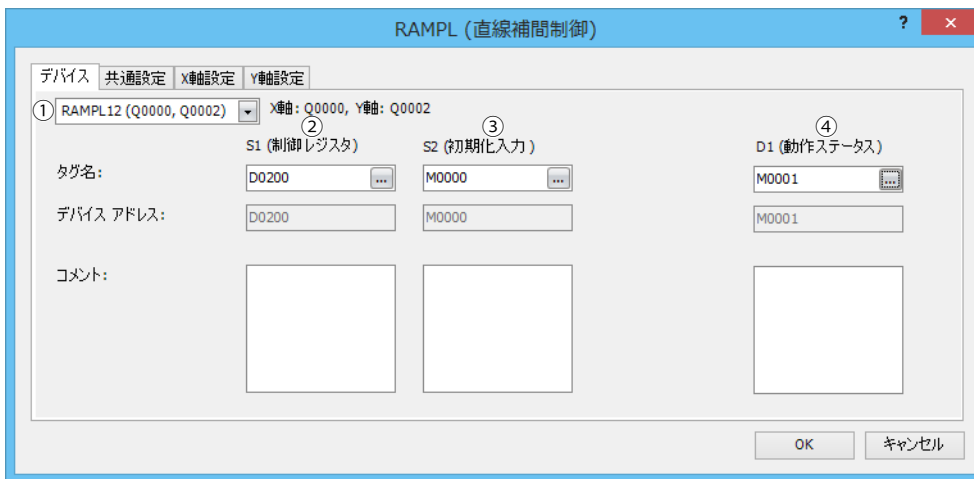 RAMPL (直線補間制御)
? ×
デバイス 共通設定 X軸設定 Y軸設定
① RAMPL12 (Q0000, Q0002) X軸: Q0000, Y軸: Q0002
② ③ ④
S1 (制御レジスタ) S2 (初期化入力) D1 (動作ステータス)
タグ名: D0200 ... M0000 ... M0001 ...
デバイス アドレス: D0200 M0000 M0001
コメント:
OK キャンセル